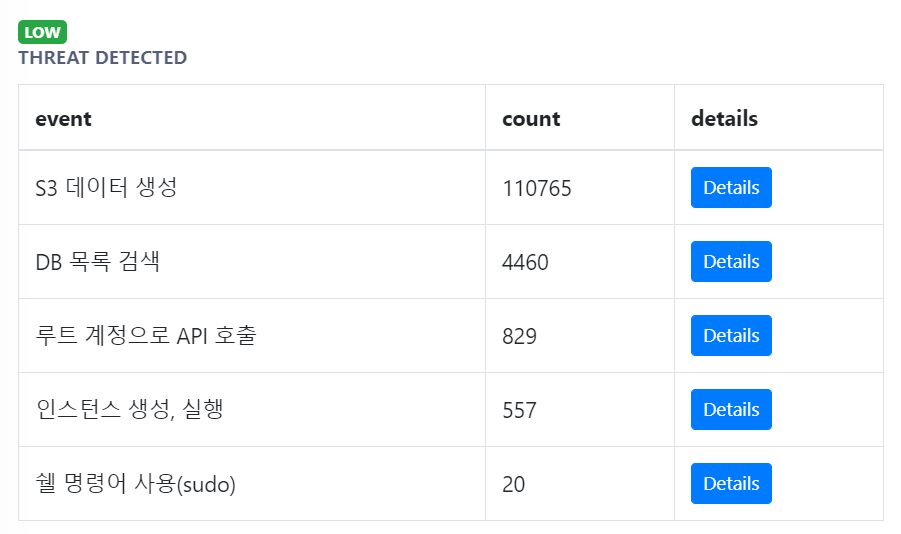 LOW
THREAT DETECTED
event count details
S3 데이터 생성 110765 Details
DB 목록 검색 4460 Details
루트 계정으로 API 호출 829 Details
인스턴스 생성, 실행 557 Details
쉘 명령어 사용(sudo) 20 Details